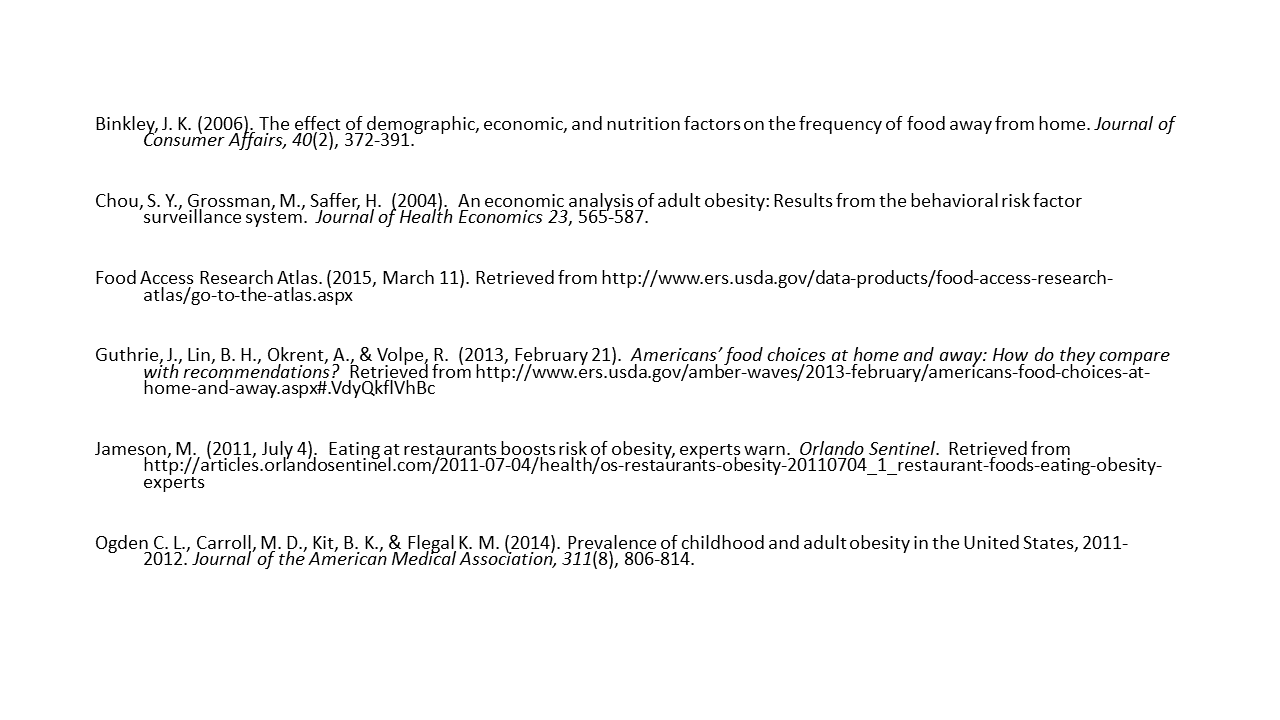 Binkley, J. K. (2006). The effect of demographic, economic, and nutrition factors on the frequency of food away from home. Journal of
Consumer Affairs, 40(2), 372-391.
Chou, S. Y., Grossman, M., Saffer, H.  (2004).  An economic analysis of adult obesity: Results from the behavioral risk factor
surveillance system.  Journal of Health Economics 23, 565-587.
Food Access Research Atlas. (2015, March 11). Retrieved from http://www.ers.usda.gov/data-products/food-access-research-
atlas/go-to-the-atlas.aspx
Guthrie, J., Lin, B. H., Okrent, A., & Volpe, R.  (2013, February 21).  Americans’ food choices at home and away: How do they compare
with recommendations?  Retrieved from http://www.ers.usda.gov/amber-waves/2013-february/americans-food-choices-at-
home-and-away.aspx#.VdyQkflVhBc
Jameson, M.  (2011, July 4).  Eating at restaurants boosts risk of obesity, experts warn.  Orlando Sentinel.  Retrieved from
http://articles.orlandosentinel.com/2011-07-04/health/os-restaurants-obesity-20110704_1_restaurant-foods-eating-obesity-
experts
Ogden C. L., Carroll, M. D., Kit, B. K., & Flegal K. M. (2014). Prevalence of childhood and adult obesity in the United States, 2011-
2012. Journal of the American Medical Association, 311(8), 806-814.